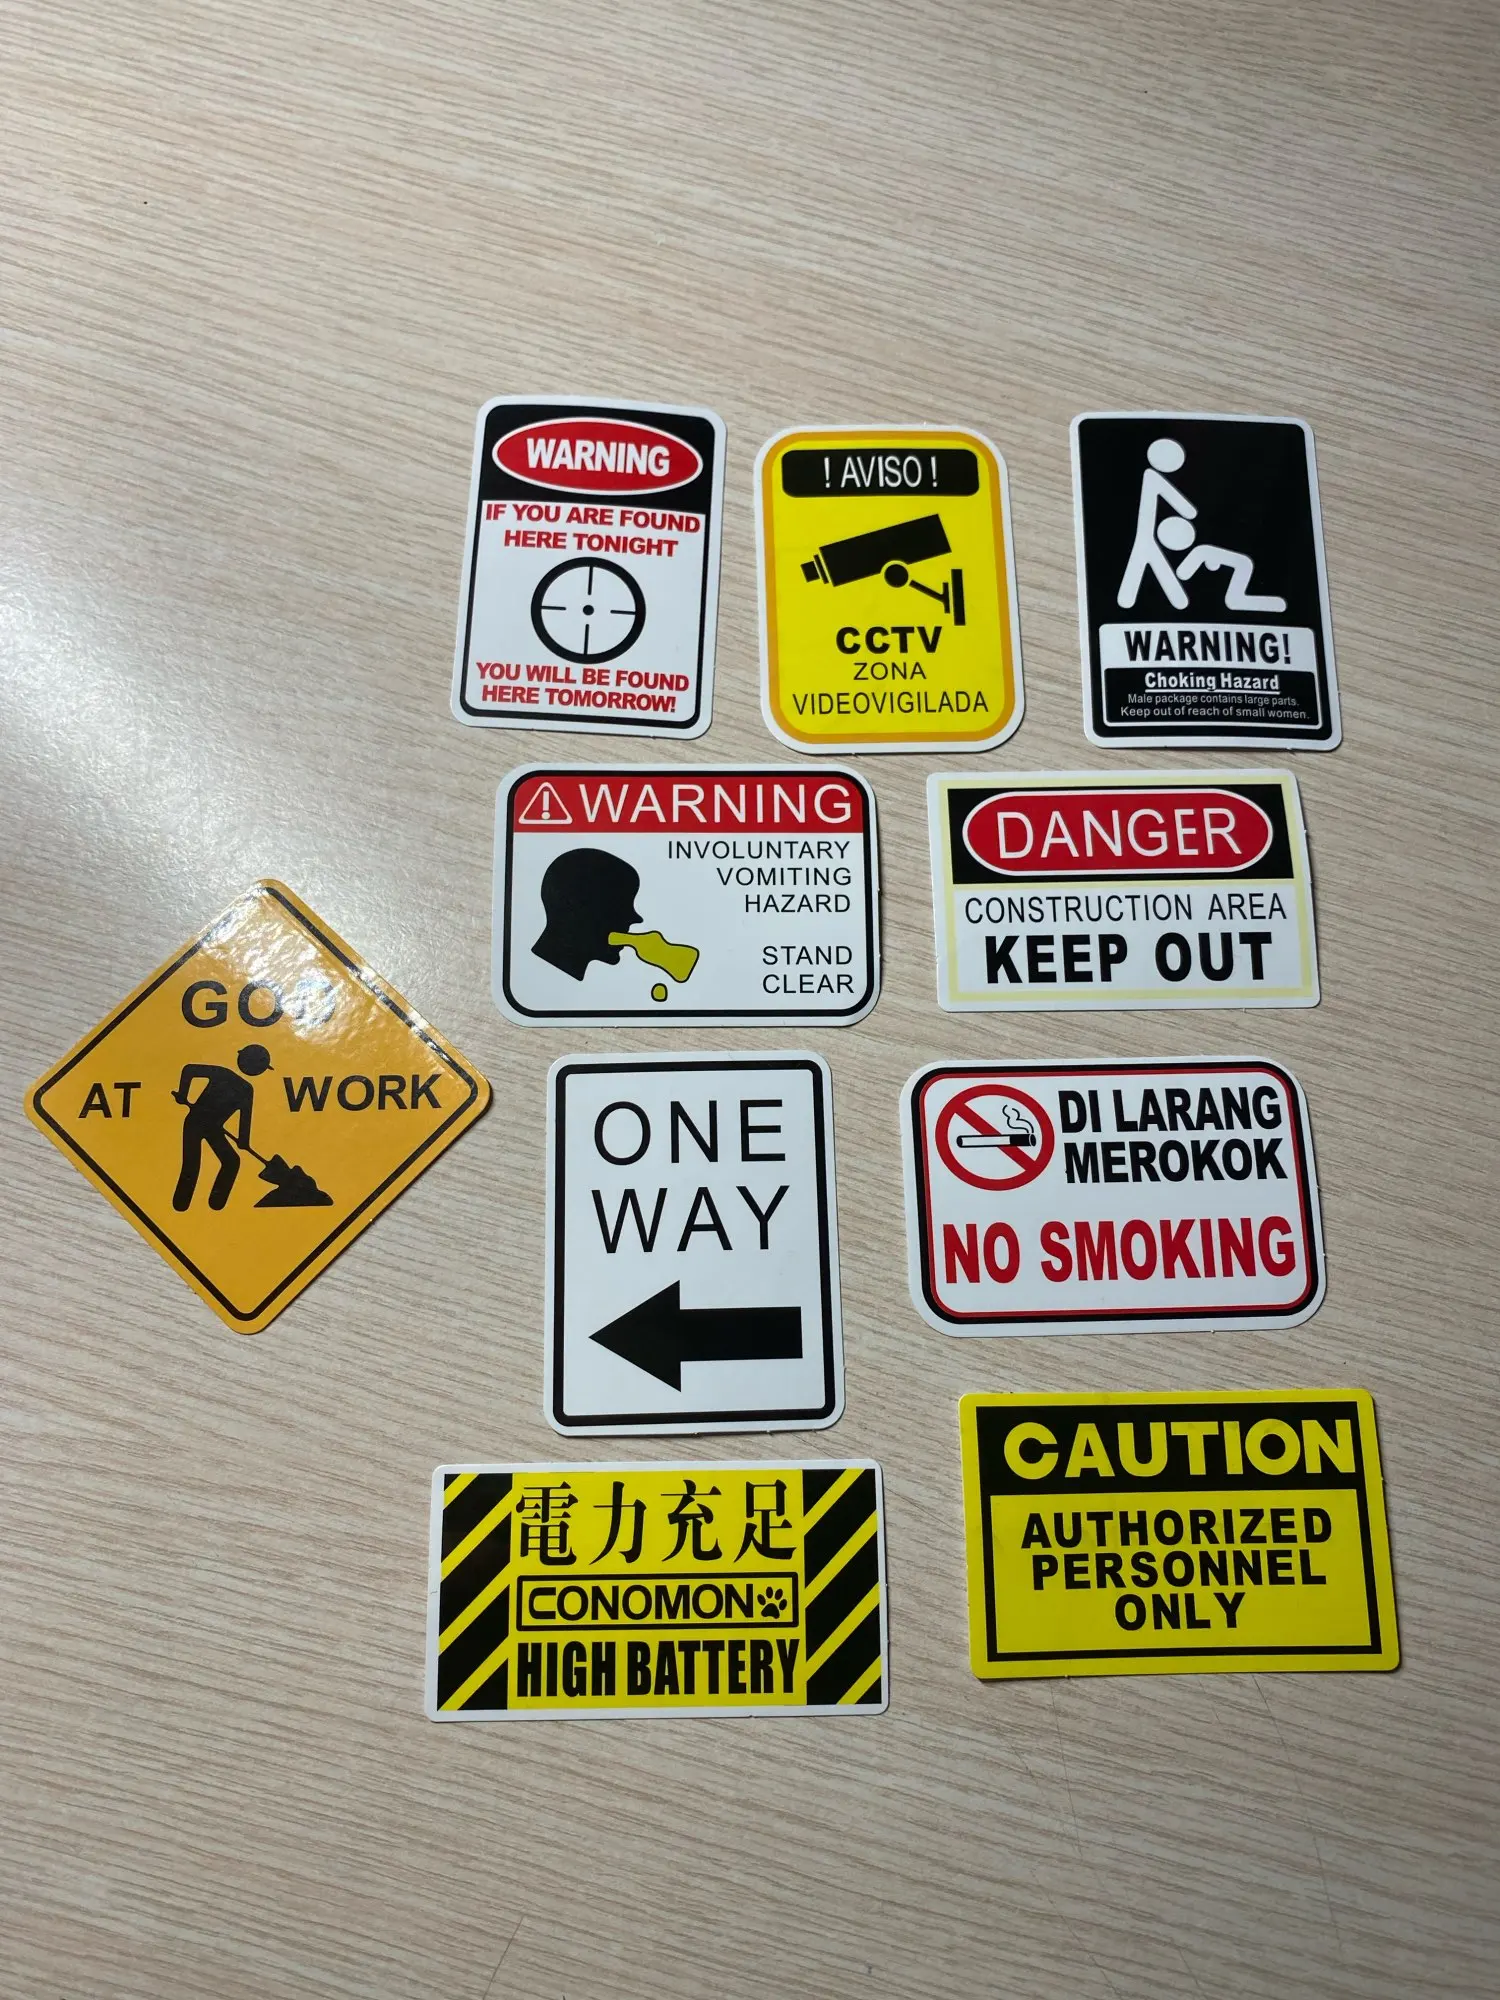 WARNING
IF YOU ARE FOUND
HERE TONIGHT
YOU WILL BE FOUND
HERE TOMORROW!
! AVISO !
CCTV
ZONA
VIDEOVIGILADA
WARNING!
Choking Hazard
Male package contains large parts.
Keep out of reach of small women.
WARNING
INVOLUNTARY
VOMITING
HAZARD
STAND
CLEAR
DANGER
CONSTRUCTION AREA
KEEP OUT
GOD
AT WORK
ONE
WAY
DI LARANG
MEROKOK
NO SMOKING
電力充足
CONOMON
HIGH BATTERY
CAUTION
AUTHORIZED
PERSONNEL
ONLY